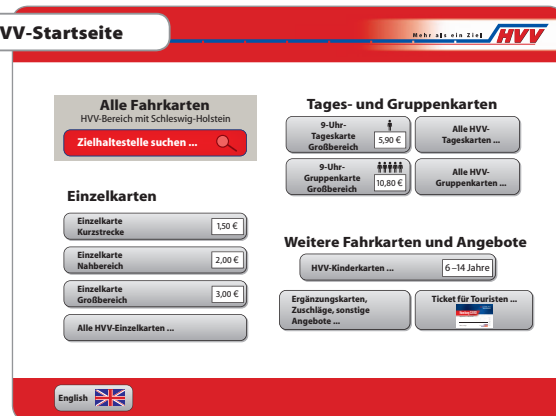 VV-Startseite
Mehr als ein Ziel HVV
Alle Fahrkarten
HVV-Bereich mit Schleswig-Holstein
Zielhaltestelle suchen ...
Einzelkarten
Einzelkarte
Kurzstrecke
1,50 €
Einzelkarte
Nahbereich
2,00 €
Einzelkarte
Großbereich
3,00 €
Alle HVV-Einzelkarten ...
Tages- und Gruppenkarten
9-Uhr-
Tageskarte
Großbereich
5,90 €
Alle HVV-
Tageskarten ...
9-Uhr-
Gruppenkarte
Großbereich
10,80 €
Alle HVV-
Gruppenkarten ...
Weitere Fahrkarten und Angebote
HVV-Kinderkarten ...
6 –14 Jahre
Ergänzungskarten,
Zuschläge, sonstige
Angebote ...
Ticket für Touristen ...
English